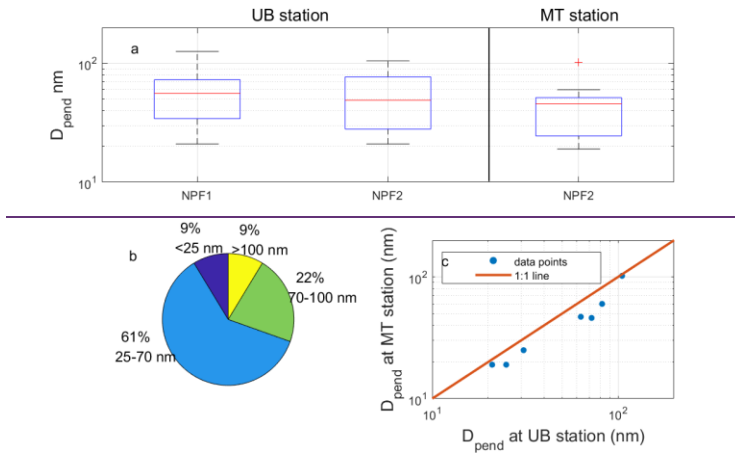 UB station MT station
a
D_pend nm
10^2
10^1
NPF1 NPF2 NPF2
b
9%
<25 nm
9%
>100 nm
22%
70-100 nm
61%
25-70 nm
c
data points
1:1 line
D_pend at MT station (nm)
10^2
10^1
10^1 10^2
D_pend at UB station (nm)